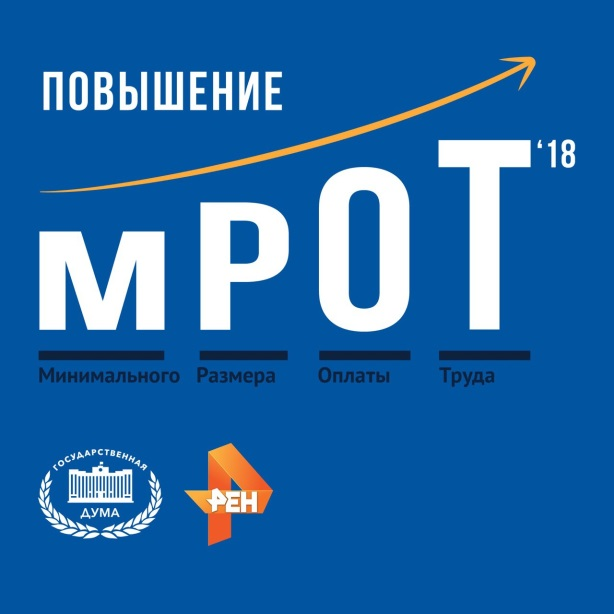 ПОВЫШЕНИЕ
мРОТ '18
Минимального Размера Оплаты Труда
ГОСУДАРСТВЕННАЯ
ДУМА
РЕН